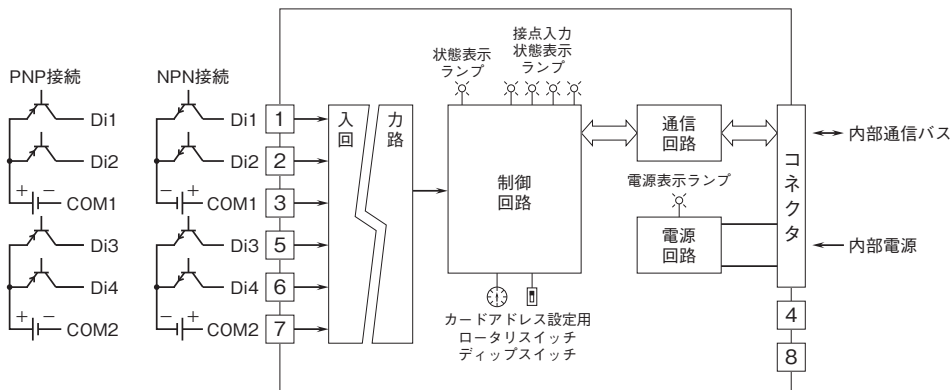 PNP接続
NPN接続
Di1
Di2
+ −
COM1
Di3
Di4
+ −
COM2
Di1
Di2
− +
COM1
Di3
Di4
− +
COM2
1
2
3
5
6
7
入力
回路
状態表示
ランプ
接点入力
状態表示
ランプ
制御
回路
カードアドレス設定用
ロータリスイッチ
ディップスイッチ
通信
回路
電源表示ランプ
電源
回路
コネクタ
4
8
内部通信バス
内部電源